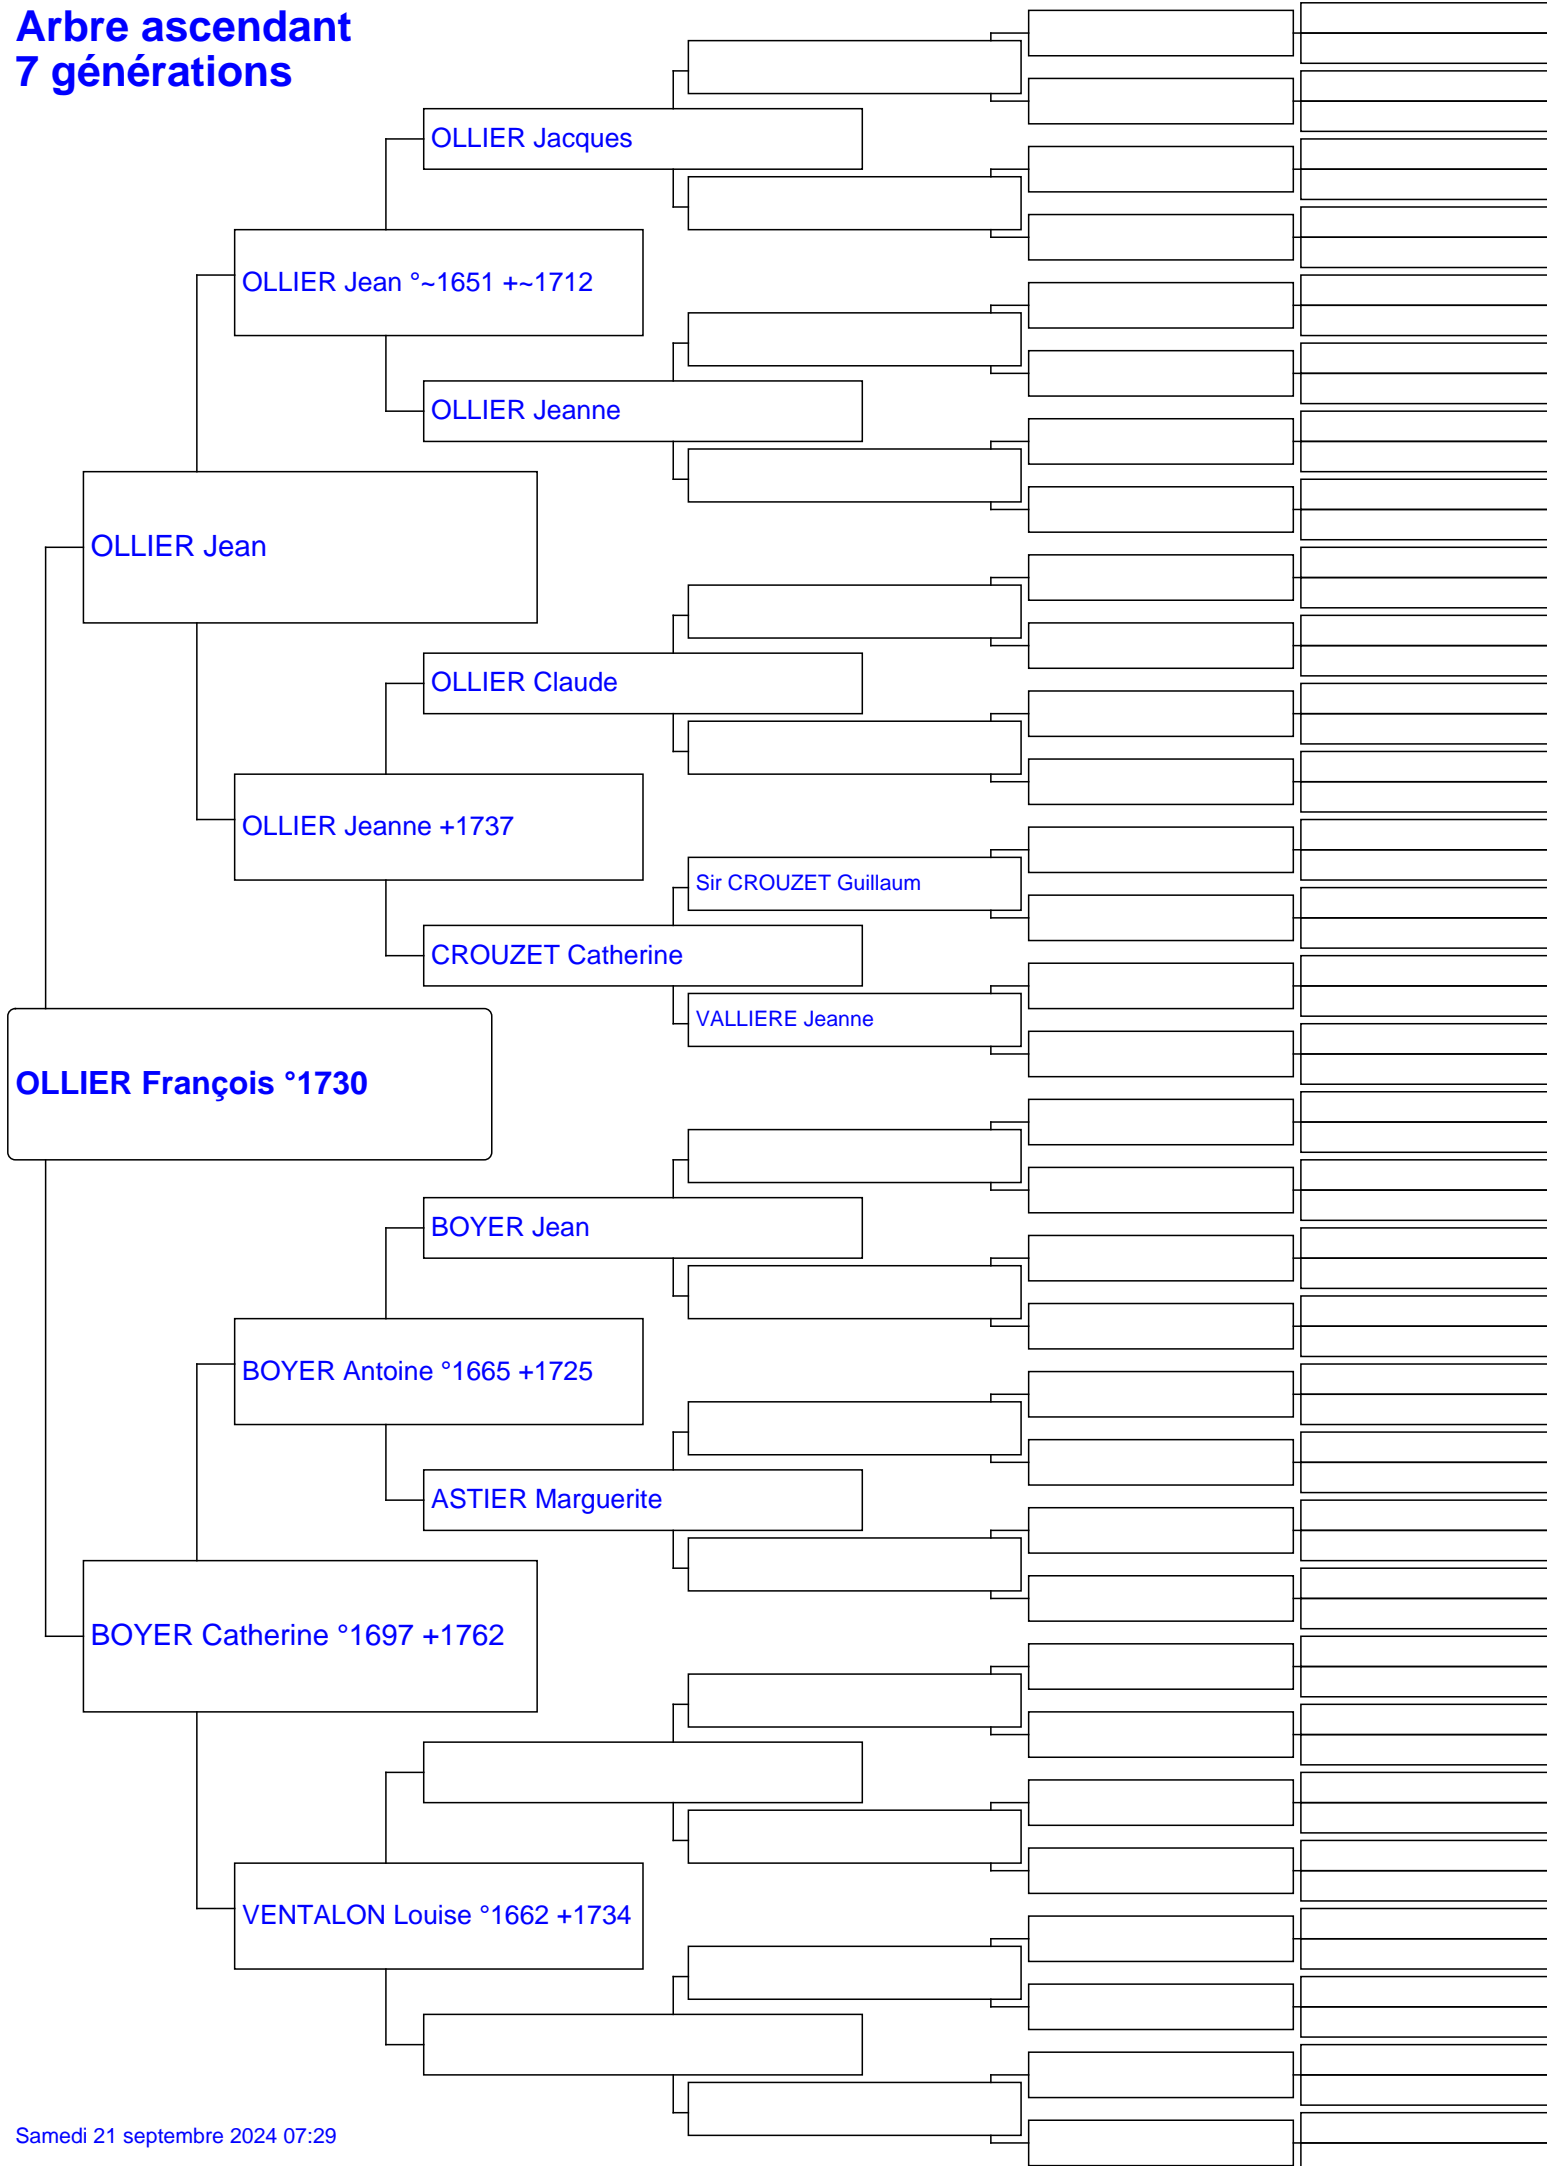 Arbre ascendant
7 générations
OLLIER Jacques
OLLIER Jean °~1651 +~1712
OLLIER Jeanne
OLLIER Jean
OLLIER Claude
OLLIER Jeanne +1737
Sir CROUZET Guillaum
CROUZET Catherine
VALLIERE Jeanne
OLLIER François °1730
BOYER Jean
BOYER Antoine °1665 +1725
ASTIER Marguerite
BOYER Catherine °1697 +1762
VENTALON Louise °1662 +1734
Samedi 21 septembre 2024 07:29